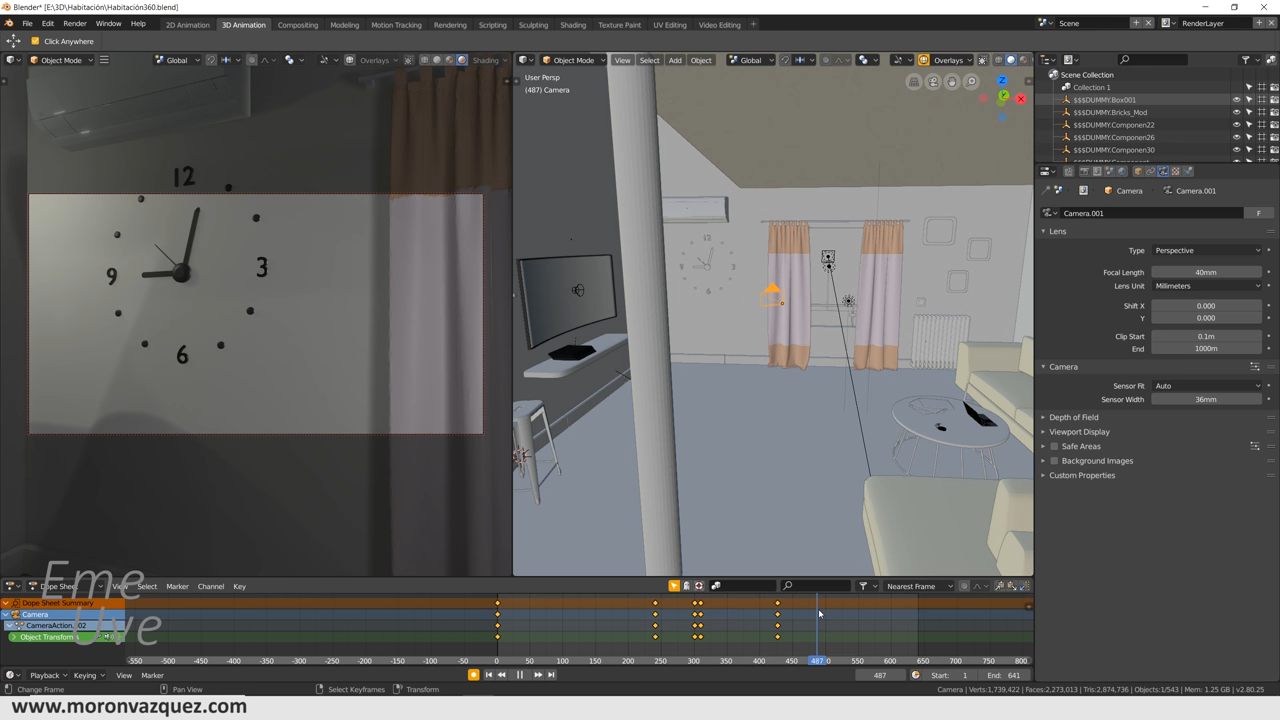 Blender* [E:\3D\Habitación\Habitación360.blend]
File Edit Render Window Help 2D Animation 3D Animation Compositing Modeling Motion Tracking Rendering Scripting Sculpting Shading Texture Paint UV Editing Video Editing + Scene RenderLayer
Click Anywhere
Object Mode Global Overlays Shading
Object Mode View Select Add Object Global Overlays
User Persp
(487) Camera
Z
Y
X
12
9
3
6
Scene Collection
Collection 1
$$$DUMMY.Box001
$$$DUMMY.Bricks_Mod
$$$DUMMY.Componen22
$$$DUMMY.Componen26
$$$DUMMY.Componen30
Camera Camera.001
Camera.001 F
Lens
Type Perspective
Focal Length 40mm
Lens Unit Millimeters
Shift X 0.000
Y 0.000
Clip Start 0.1m
End 1000m
Camera
Sensor Fit Auto
Sensor Width 36mm
Depth of Field
Viewport Display
Safe Areas
Background Images
Custom Properties
Eme
Uve
Dope Sheet View Select Marker Channel Key Nearest Frame
Dope Sheet Summary
Camera
Object Transforms
-550 -500 -450 -400 -350 -300 -250 -200 -150 -100 -50 0 50 100 150 200 250 300 350 400 450 487 550 600 650 700 750 800
Playback Keying View Marker 487 Start: 1 End: 641
Change Frame Pan View Select Keyframes Transform Camera | Verts:1,739,422 | Faces:2,273,013 | Tris:2,874,736 | Objects:1/543 | Mem: 1.25 GB | v2.80.25
www.moronvazquez.com